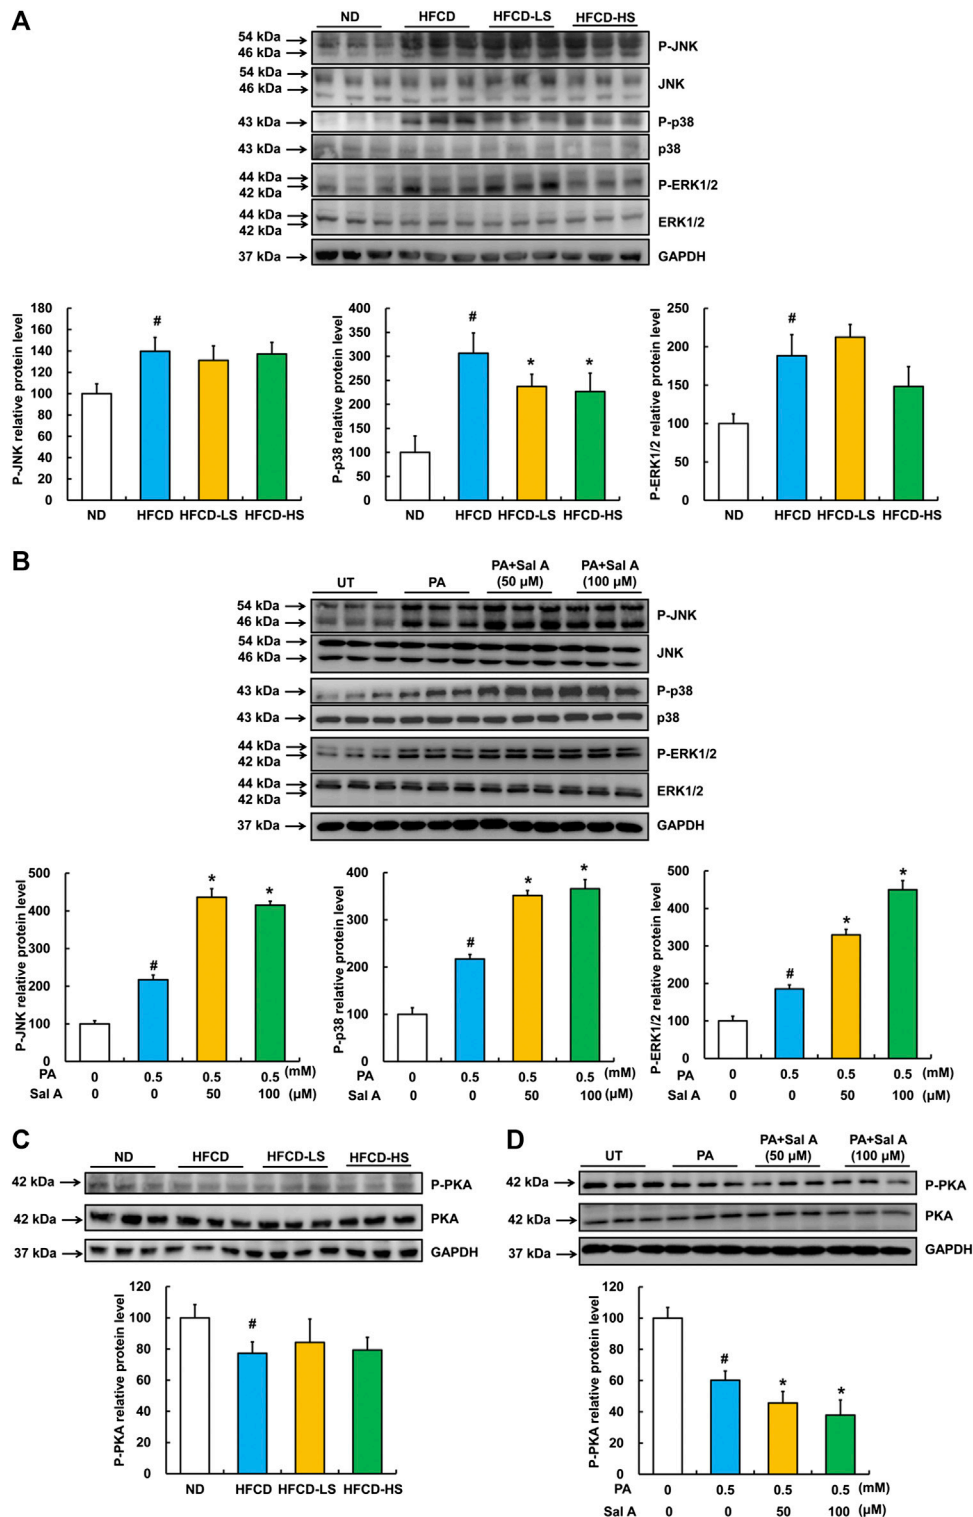 A
ND HFCD HFCD-LS HFCD-HS
54 kDa
46 kDa
P-JNK
54 kDa
46 kDa
JNK
43 kDa
P-p38
43 kDa
p38
44 kDa
42 kDa
P-ERK1/2
44 kDa
42 kDa
ERK1/2
37 kDa
GAPDH
P-JNK relative protein level
180
160
140
120
100
80
60
40
20
0
#
ND HFCD HFCD-LS HFCD-HS
P-p38 relative protein level
400
350
300
250
200
150
100
50
0
# * *
ND HFCD HFCD-LS HFCD-HS
P-ERK1/2 relative protein level
250
200
150
100
50
0
#
ND HFCD HFCD-LS HFCD-HS
B
UT PA PA+Sal A (50 µM) PA+Sal A (100 µM)
54 kDa
46 kDa
P-JNK
54 kDa
46 kDa
JNK
43 kDa
P-p38
43 kDa
p38
44 kDa
42 kDa
P-ERK1/2
44 kDa
42 kDa
ERK1/2
37 kDa
GAPDH
P-JNK relative protein level
500
400
300
200
100
0
# * *
PA 0 0.5 0.5 0.5 (mM)
Sal A 0 0 50 100 (µM)
P-p38 relative protein level
400
300
200
100
0
# * *
PA 0 0.5 0.5 0.5 (mM)
Sal A 0 0 50 100 (µM)
P-ERK1/2 relative protein level
500
400
300
200
100
0
# * *
PA 0 0.5 0.5 0.5 (mM)
Sal A 0 0 50 100 (µM)
C
ND HFCD HFCD-LS HFCD-HS
42 kDa
P-PKA
42 kDa
PKA
37 kDa
GAPDH
P-PKA relative protein level
120
100
80
60
40
20
0
#
ND HFCD HFCD-LS HFCD-HS
D
UT PA PA+Sal A (50 µM) PA+Sal A (100 µM)
42 kDa
P-PKA
42 kDa
PKA
37 kDa
GAPDH
P-PKA relative protein level
120
100
80
60
40
20
0
# * *
PA 0 0.5 0.5 0.5 (mM)
Sal A 0 0 50 100 (µM)